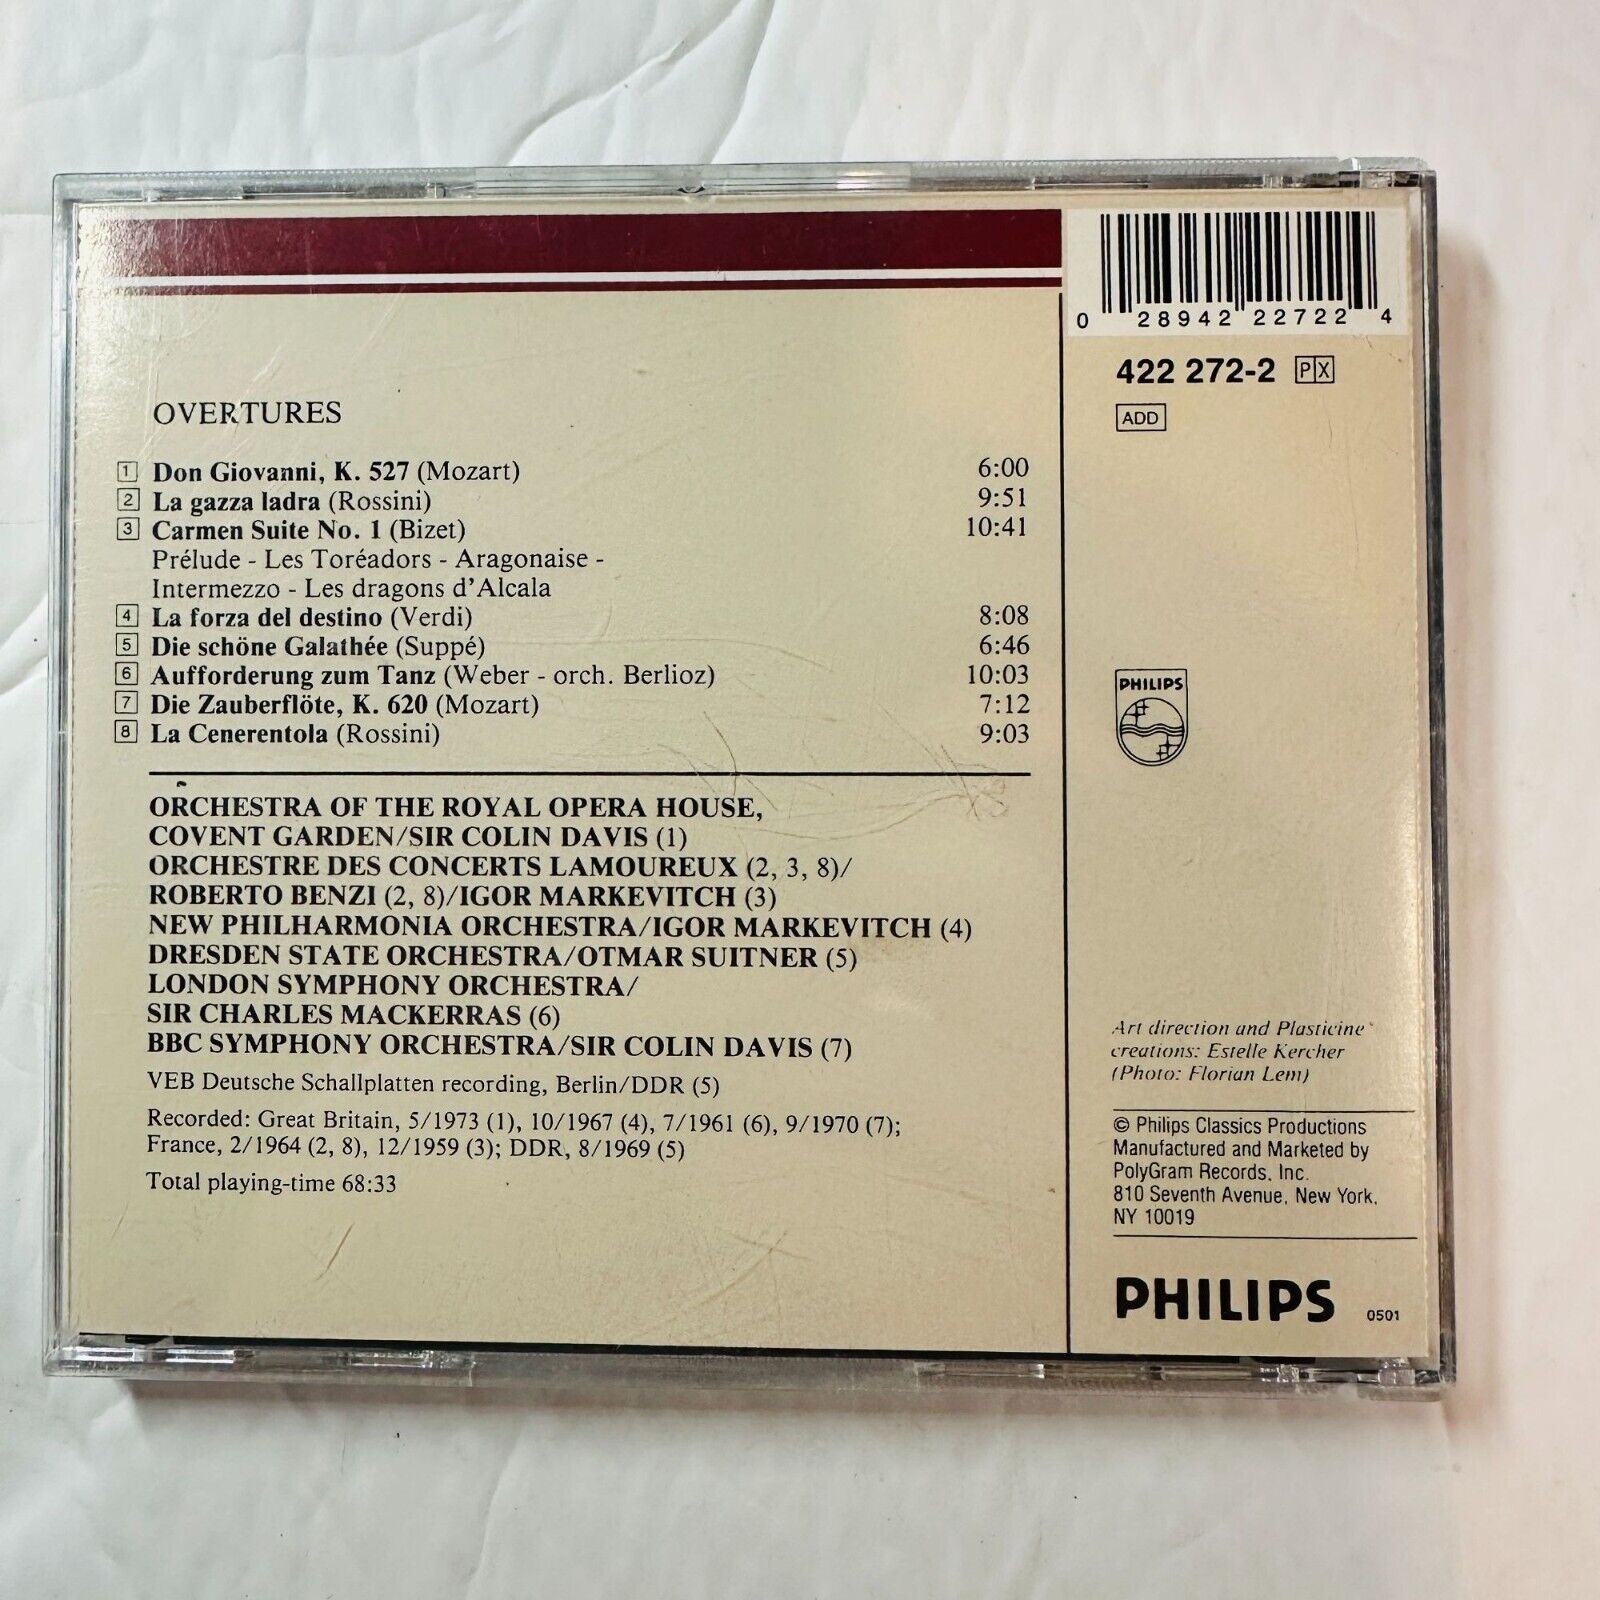 OVERTURES
1 Don Giovanni, K. 527 (Mozart) 6:00
2 La gazza ladra (Rossini) 9:51
3 Carmen Suite No. 1 (Bizet) 10:41
Prélude - Les Toréadors - Aragonaise -
Intermezzo - Les dragons d'Alcala
4 La forza del destino (Verdi) 8:08
5 Die schöne Galathée (Suppé) 6:46
6 Aufforderung zum Tanz (Weber - orch. Berlioz) 10:03
7 Die Zauberflöte, K. 620 (Mozart) 7:12
8 La Cenerentola (Rossini) 9:03
ORCHESTRA OF THE ROYAL OPERA HOUSE,
COVENT GARDEN/SIR COLIN DAVIS (1)
ORCHESTRE DES CONCERTS LAMOUREUX (2, 3, 8)/
ROBERTO BENZI (2, 8)/IGOR MARKEVITCH (3)
NEW PHILHARMONIA ORCHESTRA/IGOR MARKEVITCH (4)
DRESDEN STATE ORCHESTRA/OTMAR SUITNER (5)
LONDON SYMPHONY ORCHESTRA/
SIR CHARLES MACKERRAS (6)
BBC SYMPHONY ORCHESTRA/SIR COLIN DAVIS (7)
VEB Deutsche Schallplatten recording, Berlin/DDR (5)
Recorded: Great Britain, 5/1973 (1), 10/1967 (4), 7/1961 (6), 9/1970 (7);
France, 2/1964 (2, 8), 12/1959 (3); DDR, 8/1969 (5)
Total playing-time 68:33
0 28942 22722 4
422 272-2 PX
ADD
PHILIPS
Art direction and Plasticine
creations: Estelle Kercher
(Photo: Florian Lem)
© Philips Classics Productions
Manufactured and Marketed by
PolyGram Records, Inc.
810 Seventh Avenue, New York,
NY 10019
PHILIPS 0501